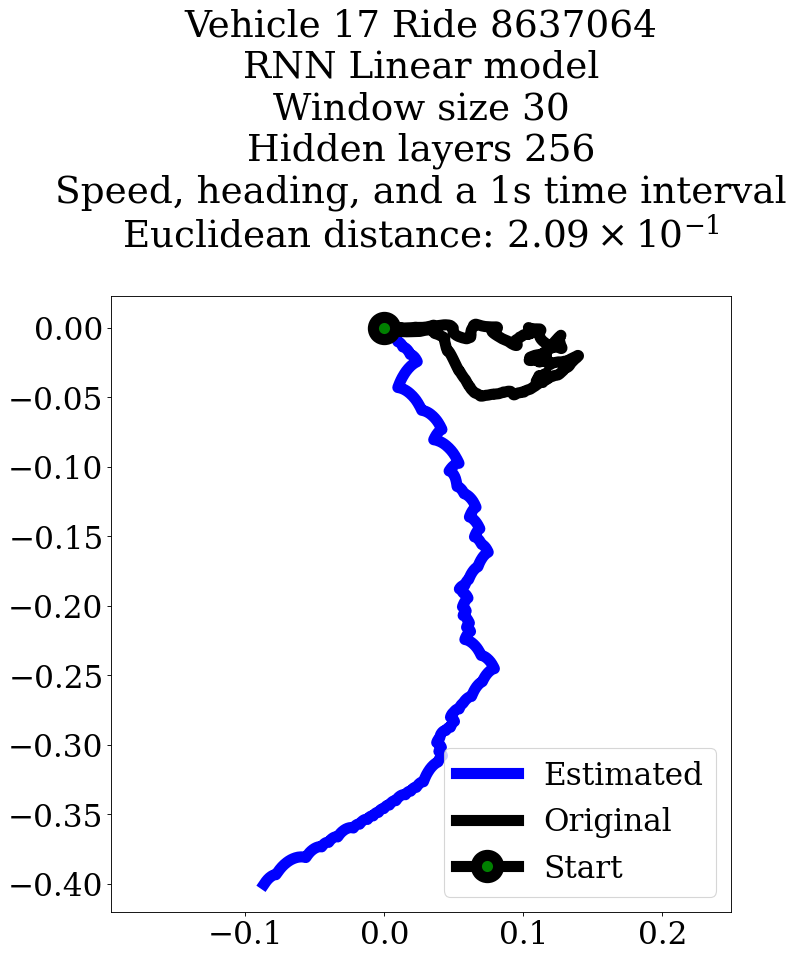 Vehicle 17 Ride 8637064
RNN Linear model
Window size 30
Hidden layers 256
Speed, heading, and a 1s time interval
Euclidean distance: 2.09 × 10⁻¹
0.00
−0.05
−0.10
−0.15
−0.20
−0.25
−0.30
−0.35
−0.40
Estimated
Original
Start
−0.1
0.0
0.1
0.2